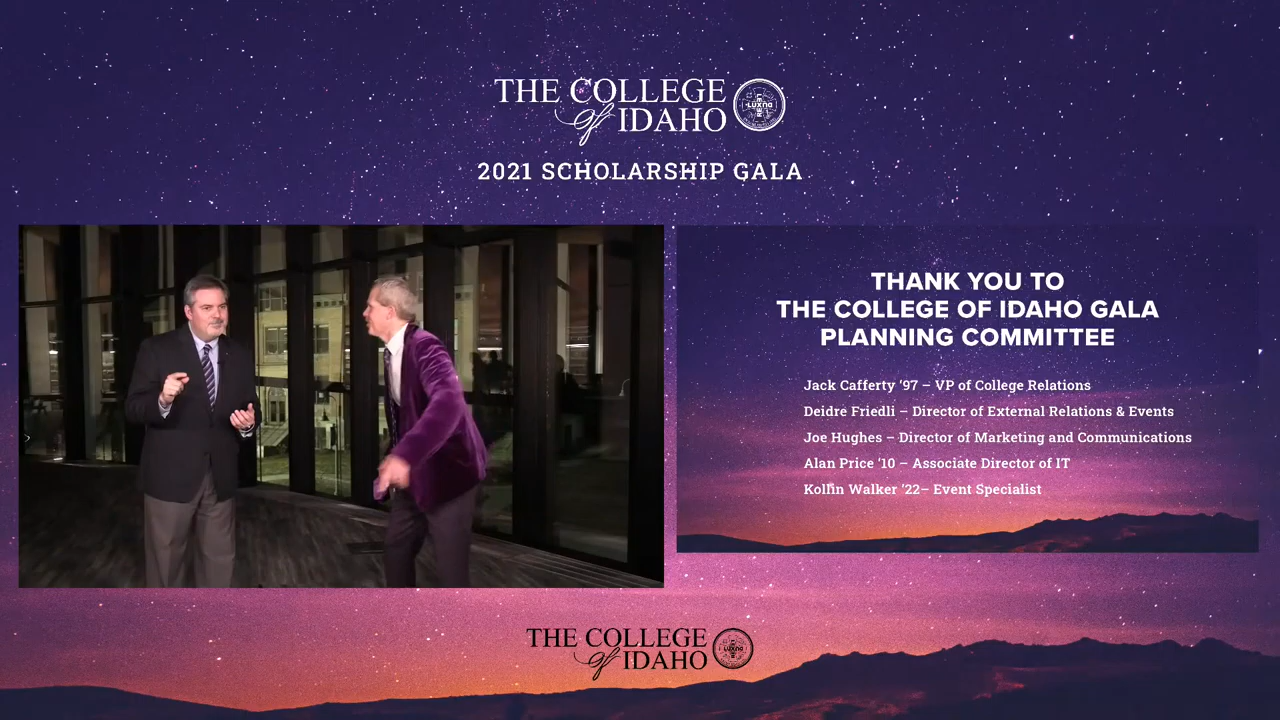 THE COLLEGE
of IDAHO
LUXNQ
2021 SCHOLARSHIP GALA
THANK YOU TO
THE COLLEGE OF IDAHO GALA
PLANNING COMMITTEE
Jack Cafferty '97 – VP of College Relations
Deidre Friedli – Director of External Relations & Events
Joe Hughes – Director of Marketing and Communications
Alan Price '10 – Associate Director of IT
Kollin Walker '22– Event Specialist
THE COLLEGE
of IDAHO